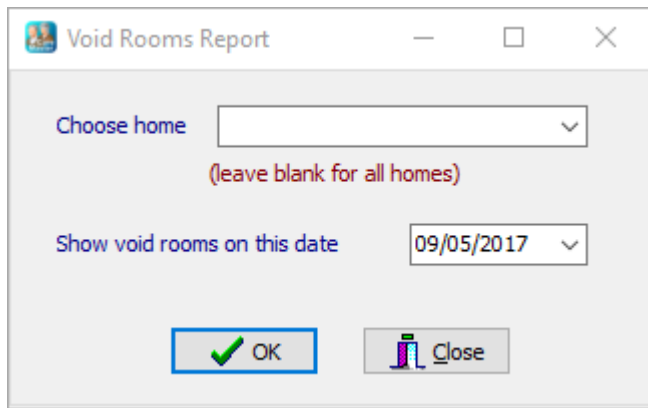 Void Rooms Report
Choose home
(leave blank for all homes)
Show void rooms on this date 09/05/2017
OK Close